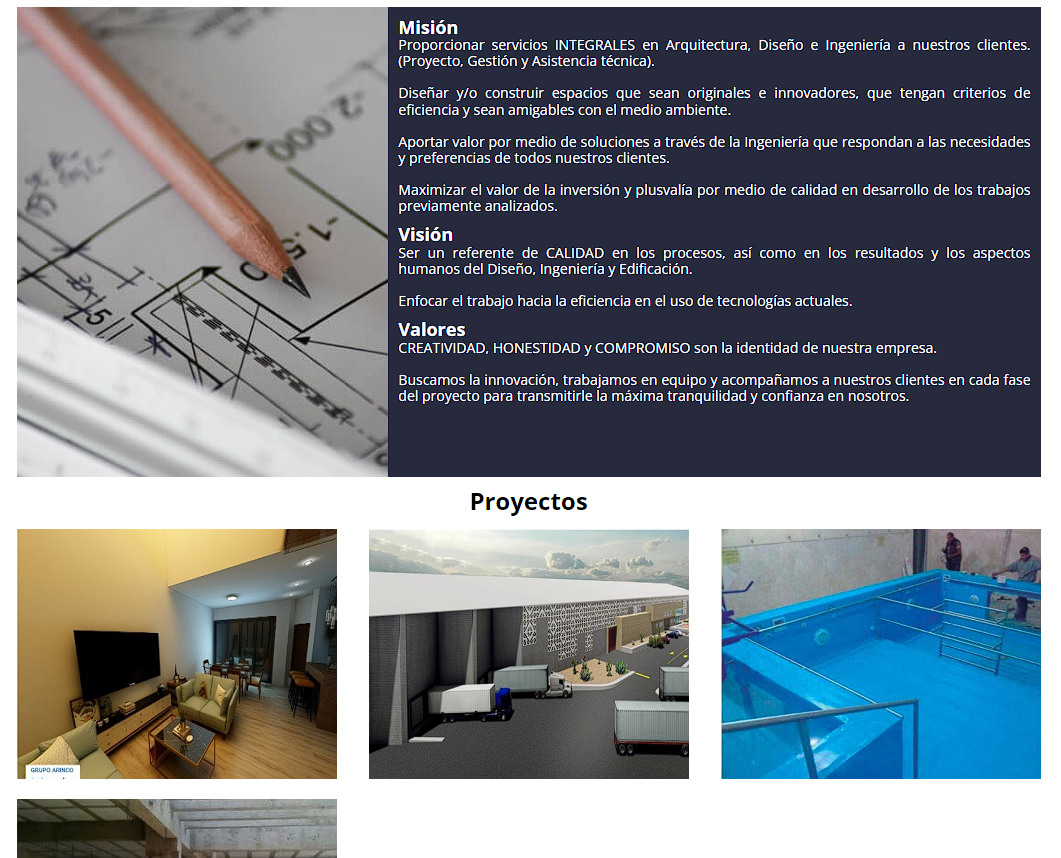 Misión
Proporcionar servicios INTEGRALES en Arquitectura, Diseño e Ingeniería a nuestros clientes.
(Proyecto, Gestión y Asistencia técnica).
Diseñar y/o construir espacios que sean originales e innovadores, que tengan criterios de
eficiencia y sean amigables con el medio ambiente.
Aportar valor por medio de soluciones a través de la Ingeniería que respondan a las necesidades
y preferencias de todos nuestros clientes.
Maximizar el valor de la inversión y plusvalía por medio de calidad en desarrollo de los trabajos
previamente analizados.
Visión
Ser un referente de CALIDAD en los procesos, así como en los resultados y los aspectos
humanos del Diseño, Ingeniería y Edificación.
Enfocar el trabajo hacia la eficiencia en el uso de tecnologías actuales.
Valores
CREATIVIDAD, HONESTIDAD y COMPROMISO son la identidad de nuestra empresa.
Buscamos la innovación, trabajamos en equipo y acompañamos a nuestros clientes en cada fase
del proyecto para transmitirle la máxima tranquilidad y confianza en nosotros.
-2.000
Proyectos
GRUPO ARINCO